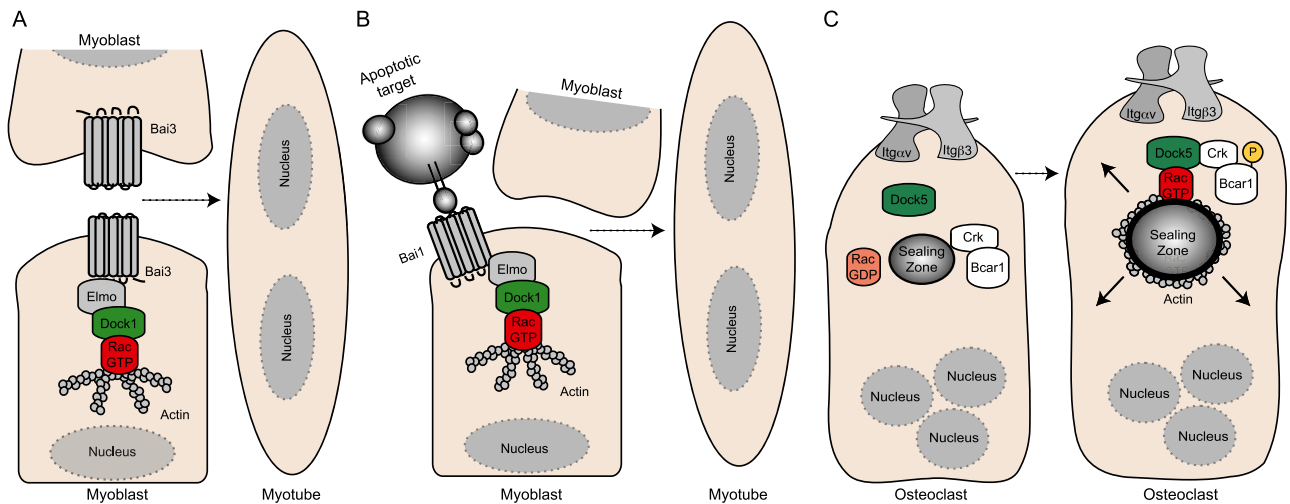 A
Myoblast
Bai3
Bai3
Elmo
Dock1
Rac
GTP
Actin
Nucleus
Myoblast
Nucleus
Nucleus
Myotube
B
Apoptotic
target
Myoblast
Bai1
Elmo
Dock1
Rac
GTP
Actin
Nucleus
Myoblast
Nucleus
Nucleus
Myotube
C
Itgαv
Itgβ3
Dock5
Rac
GDP
Sealing
Zone
Crk
Bcar1
Nucleus
Nucleus
Nucleus
Osteoclast
Itgαv
Itgβ3
Dock5
Crk
P
Rac
GTP
Bcar1
Sealing
Zone
Actin
Nucleus
Nucleus
Nucleus
Osteoclast